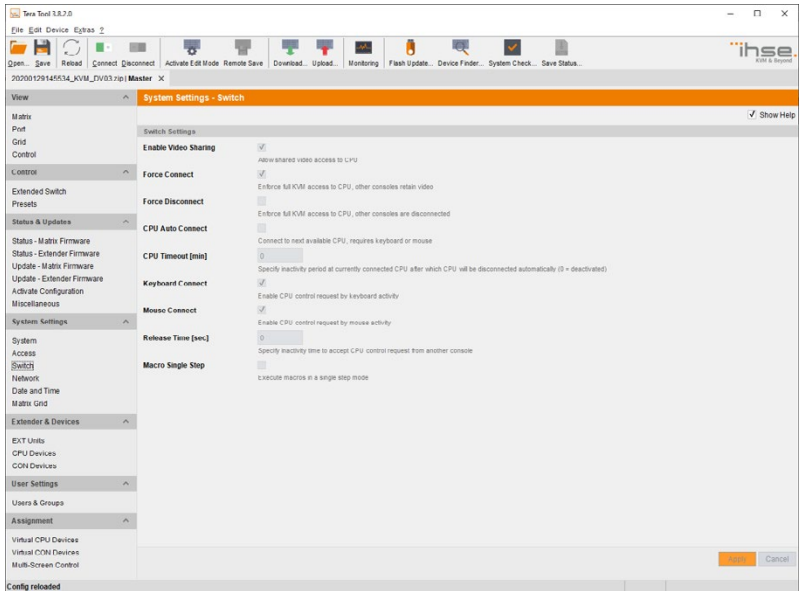 Tera Tool 3.8.2.0
File Edit Device Extras ?
Open... Save Reload Connect Disconnect Activate Edit Mode Remote Save Download... Upload... Monitoring Flash Update... Device Finder... System Check... Save Status...
ihse
KVM & Beyond
20200129145534_KVM_DV03.zip | Master X
View
Matrix
Port
Grid
Control
Control
Extended Switch
Presets
Status & Updates
Status - Matrix Firmware
Status - Extender Firmware
Update - Matrix Firmware
Update - Extender Firmware
Activate Configuration
Miscellaneous
System Settings
System
Access
Switch
Network
Date and Time
Matrix Grid
Extender & Devices
EXT Units
CPU Devices
CON Devices
User Settings
Users & Groups
Assignment
Virtual CPU Devices
Virtual CON Devices
Multi-Screen Control
System Settings - Switch
Show Help
Switch Settings
Enable Video Sharing
Allow shared video access to CPU
Force Connect
Enforce full KVM access to CPU, other consoles retain video
Force Disconnect
Enforce full KVM access to CPU, other consoles are disconnected
CPU Auto Connect
Connect to next available CPU, requires keyboard or mouse
CPU Timeout [min]
0
Specify inactivity period at currently connected CPU after which CPU will be disconnected automatically (0 = deactivated)
Keyboard Connect
Enable CPU control request by keyboard activity
Mouse Connect
Enable CPU control request by mouse activity
Release Time [sec]
0
Specify inactivity time to accept CPU control request from another console
Macro Single Step
Execute macros in a single step mode
Apply Cancel
Config reloaded